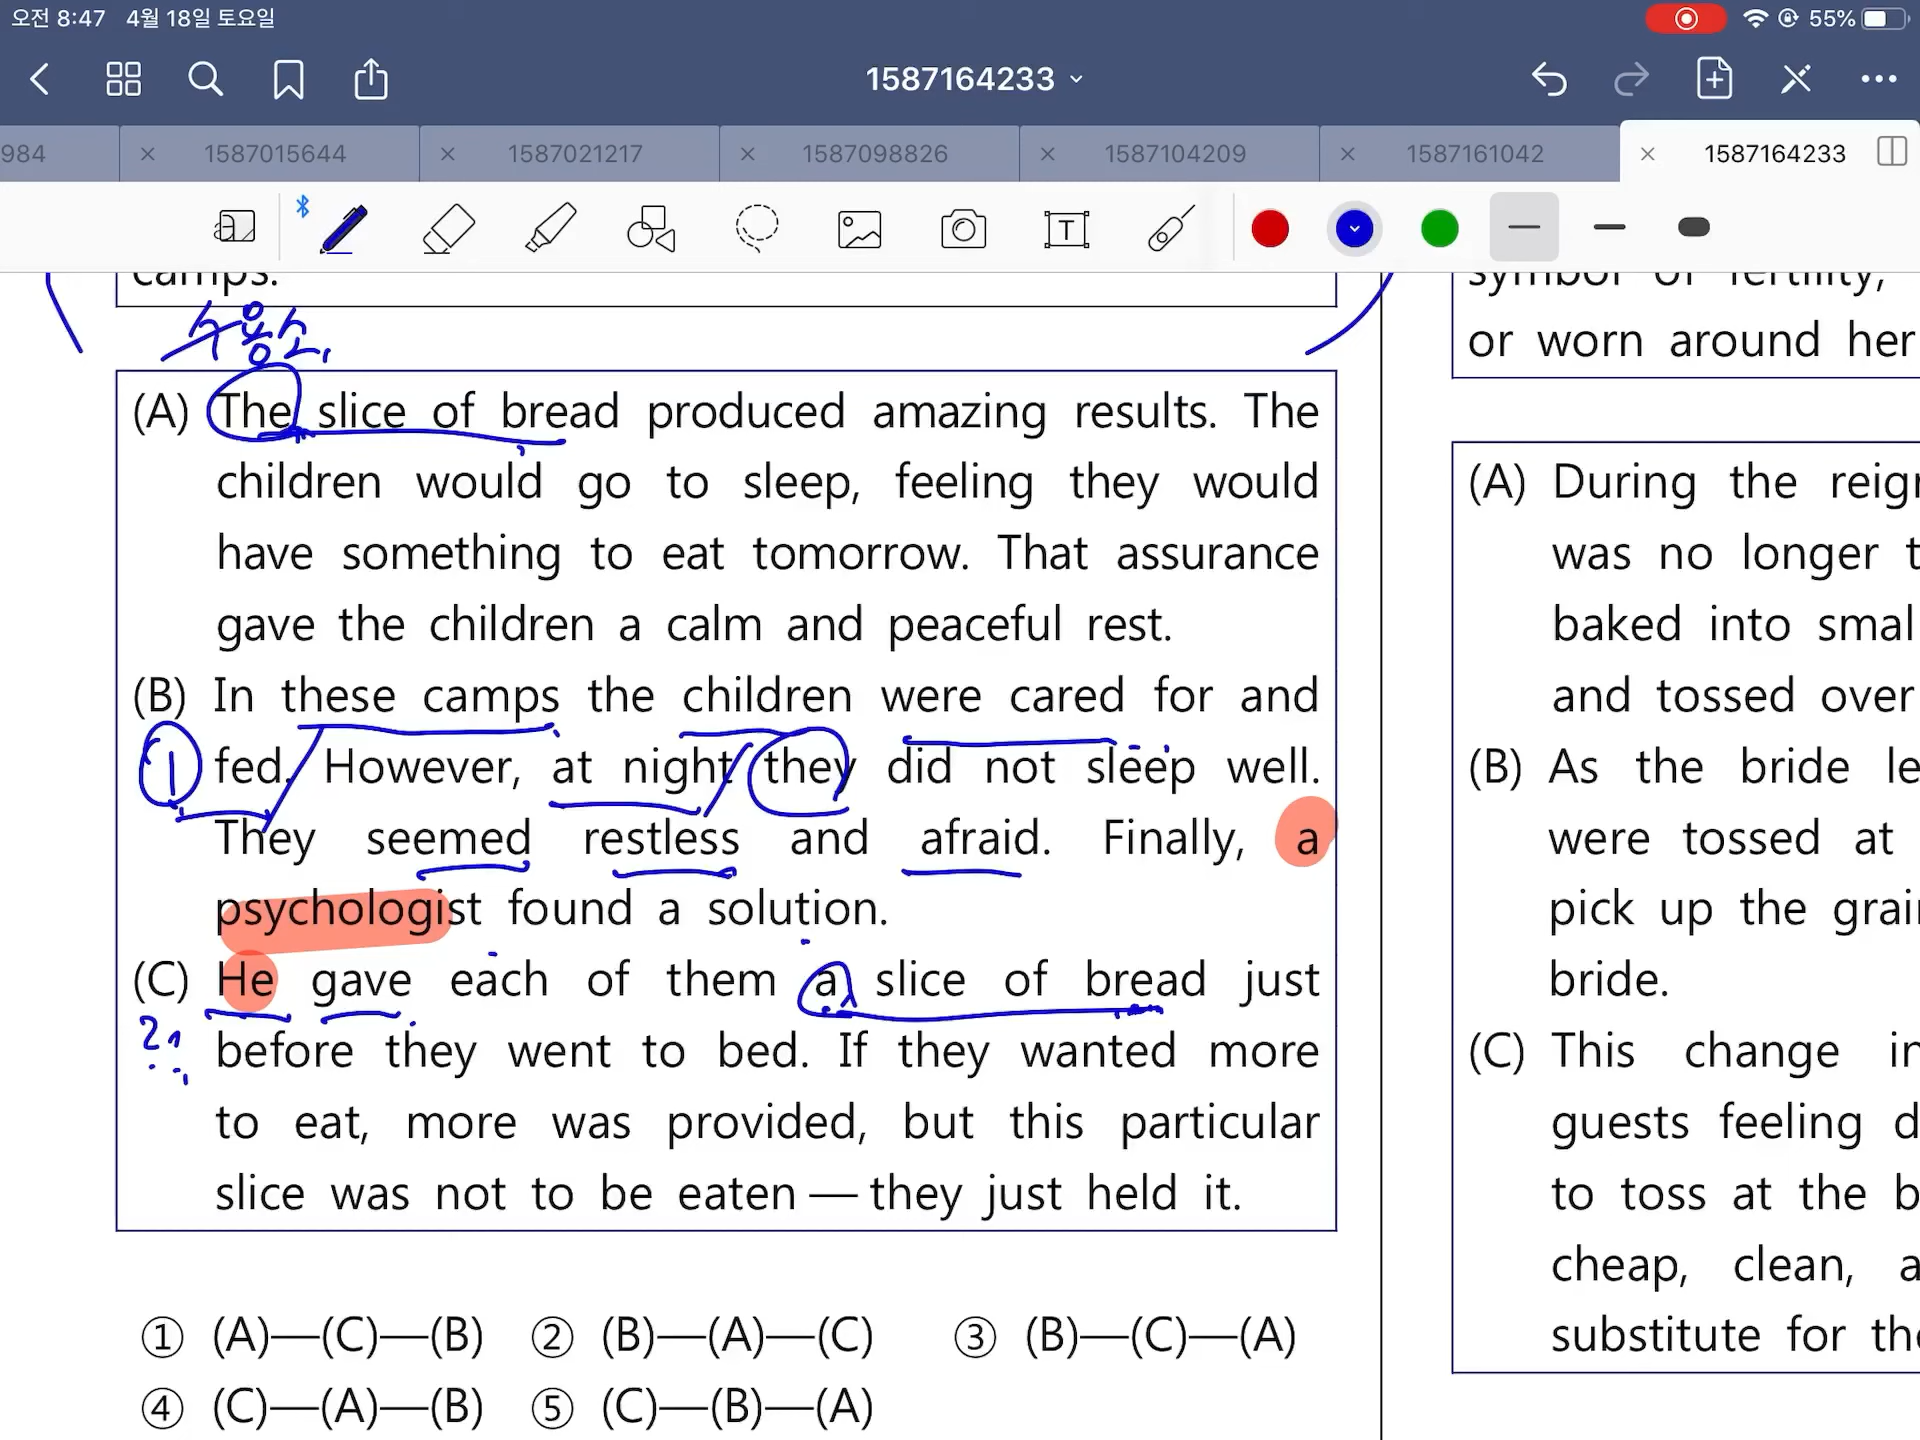 오전 8:47 4월 18일 토요일
55%
1587164233
984
1587015644
1587021217
1587098826
1587104209
1587161042
1587164233
camps.
수용소,
(A) The slice of bread produced amazing results. The
children would go to sleep, feeling they would
have something to eat tomorrow. That assurance
gave the children a calm and peaceful rest.
(B) In these camps the children were cared for and
① fed. However, at night they did not sleep well.
They seemed restless and afraid. Finally, a
psychologist found a solution.
(C) He gave each of them a slice of bread just
before they went to bed. If they wanted more
to eat, more was provided, but this particular
slice was not to be eaten — they just held it.
① (A)—(C)—(B) ② (B)—(A)—(C) ③ (B)—(C)—(A)
④ (C)—(A)—(B) ⑤ (C)—(B)—(A)
symbol of fertility,
or worn around her
(A) During the reig
was no longer t
baked into smal
and tossed over
(B) As the bride le
were tossed at
pick up the grai
bride.
(C) This change in
guests feeling d
to toss at the b
cheap, clean, a
substitute for the